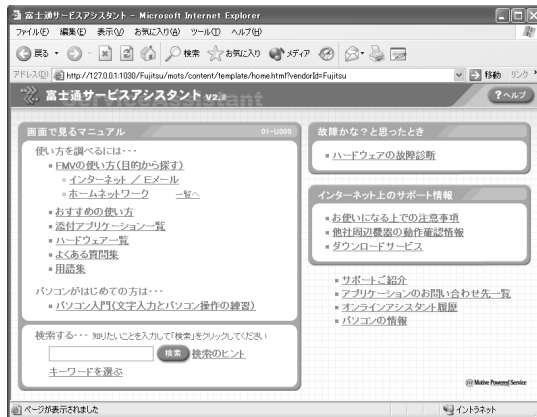 富士通サービスアシスタント - Microsoft Internet Explorer
ファイル(F) 編集(E) 表示(V) お気に入り(A) ツール(T) ヘルプ(H)
戻る 検索 お気に入り メディア
アドレス(D) http://127.0.0.1:1030/Fujitsu/mots/content/template/home.html?vendorId=Fujitsu 移動 リンク
富士通サービスアシスタント V2.8 ?ヘルプ
画面で見るマニュアル 01-U000
使い方を調べるには・・・
FMVの使い方(目的から探す)
インターネット / Eメール
ホームネットワーク 一覧へ
おすすめの使い方
添付アプリケーション一覧
ハードウェア一覧
よくある質問集
用語集
パソコンがはじめての方は・・・
パソコン入門(文字入力とパソコン操作の練習)
検索する・・・ 知りたいことを入力して「検索」をクリックしてください
検索 検索のヒント
キーワードを選ぶ
故障かな?と思ったとき
ハードウェアの故障診断
インターネット上のサポート情報
お使いになる上での注意事項
他社周辺機器の動作確認情報
ダウンロードサービス
サポートご紹介
アプリケーションのお問い合わせ先一覧
オンラインアシスタント履歴
パソコンの情報
Motive Powered Service
ページが表示されました イントラネット